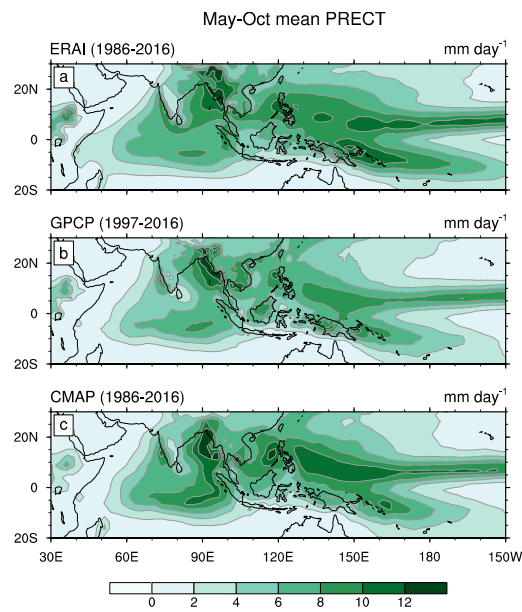 May-Oct mean PRECT
ERAI (1986-2016) mm day⁻¹
a
20N
0
20S
GPCP (1997-2016) mm day⁻¹
b
20N
0
20S
CMAP (1986-2016) mm day⁻¹
c
20N
0
20S
30E 60E 90E 120E 150E 180 150W
0 2 4 6 8 10 12